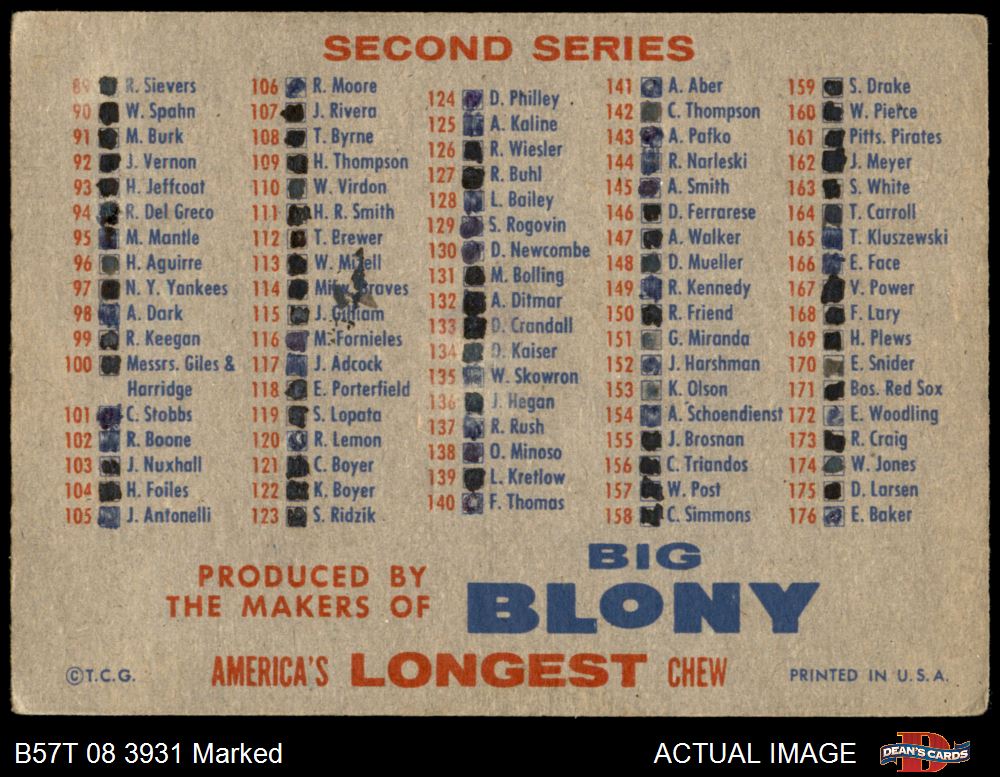 SECOND SERIES
89 R. Sievers
90 W. Spahn
91 M. Burk
92 J. Vernon
93 H. Jeffcoat
94 R. Del Greco
95 M. Mantle
96 H. Aguirre
97 N. Y. Yankees
98 A. Dark
99 R. Keegan
100 Messrs. Giles &
Harridge
101 C. Stobbs
102 R. Boone
103 J. Nuxhall
104 H. Foiles
105 J. Antonelli
106 R. Moore
107 J. Rivera
108 T. Byrne
109 H. Thompson
110 W. Virdon
111 H. R. Smith
112 T. Brewer
113 W. Mizell
114 Milw. Braves
115 J. Gilliam
116 M. Fornieles
117 J. Adcock
118 E. Porterfield
119 S. Lopata
120 R. Lemon
121 C. Boyer
122 K. Boyer
123 S. Ridzik
124 D. Philley
125 A. Kaline
126 R. Wiesler
127 R. Buhl
128 L. Bailey
129 S. Rogovin
130 D. Newcombe
131 M. Bolling
132 A. Ditmar
133 D. Crandall
134 D. Kaiser
135 W. Skowron
136 J. Hegan
137 R. Rush
138 O. Minoso
139 L. Kretlow
140 F. Thomas
141 A. Aber
142 C. Thompson
143 A. Pafko
144 R. Narleski
145 A. Smith
146 D. Ferrarese
147 A. Walker
148 D. Mueller
149 R. Kennedy
150 R. Friend
151 G. Miranda
152 J. Harshman
153 K. Olson
154 A. Schoendienst
155 J. Brosnan
156 C. Triandos
157 W. Post
158 C. Simmons
159 S. Drake
160 W. Pierce
161 Pitts. Pirates
162 J. Meyer
163 S. White
164 T. Carroll
165 T. Kluszewski
166 E. Face
167 V. Power
168 F. Lary
169 H. Plews
170 E. Snider
171 Bos. Red Sox
172 E. Woodling
173 R. Craig
174 W. Jones
175 D. Larsen
176 E. Baker
PRODUCED BY
THE MAKERS OF
BIG
BLONY
AMERICA'S LONGEST CHEW
©T.C.G.
PRINTED IN U.S.A.
B57T 08 3931 Marked
ACTUAL IMAGE
DEAN'S CARDS